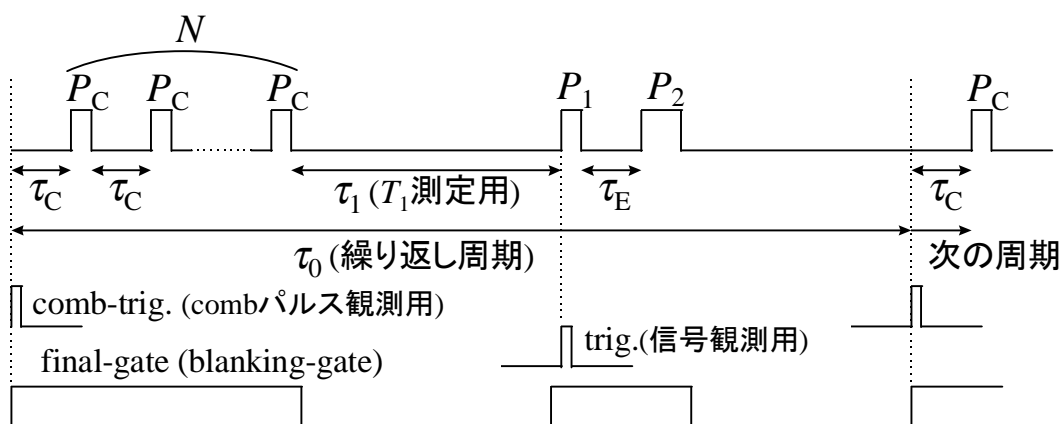 N
P_C P_C P_C P_1 P_2 P_C
τ_C τ_C τ_1 (T_1測定用) τ_E τ_C
τ_0 (繰り返し周期) 次の周期
comb-trig. (combパルス観測用)
trig.(信号観測用)
final-gate (blanking-gate)